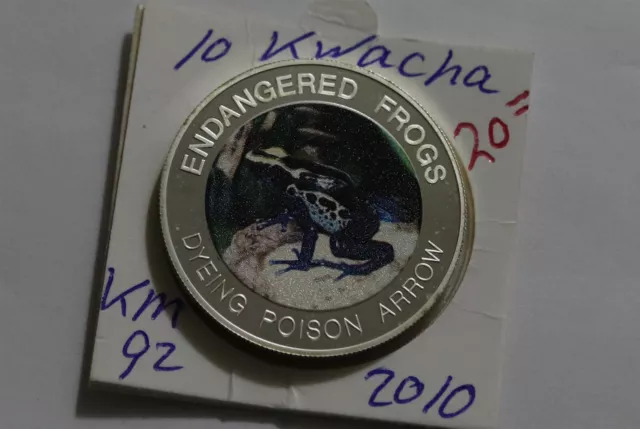 10 Kwacha
20"
ENDANGERED FROGS
DYEING POISON ARROW
KM
92
2010